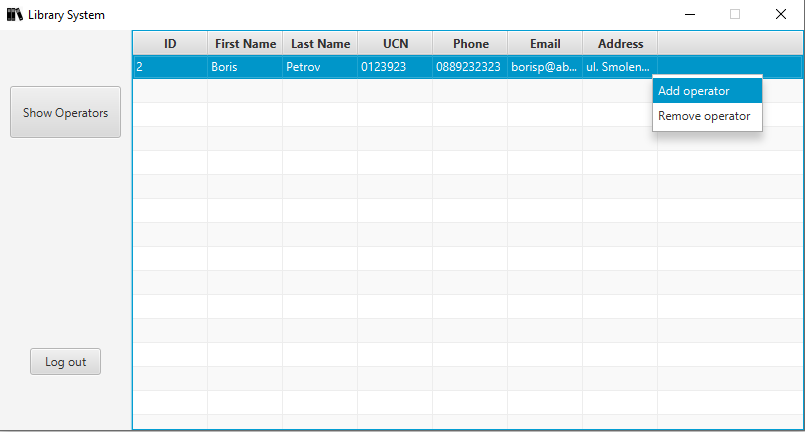 Library System
ID First Name Last Name UCN Phone Email Address
2 Boris Petrov 0123923 0889232323 borisp@ab... ul. Smolen...
Add operator
Remove operator
Show Operators
Log out